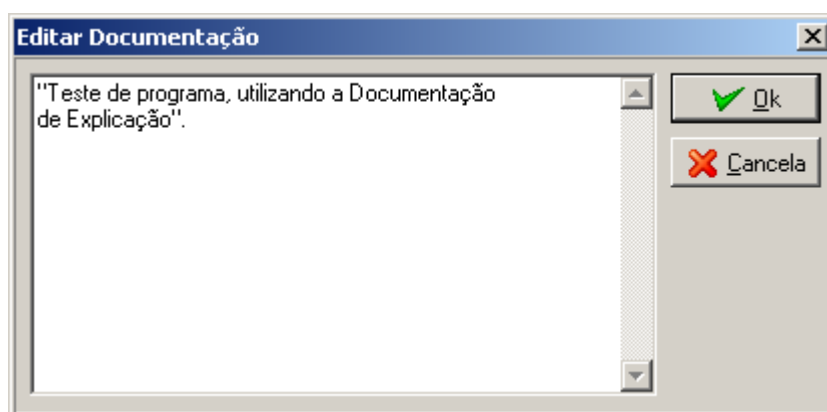 Editar Documentação
"Teste de programa, utilizando a Documentação
de Explicação".
Ok
Cancela